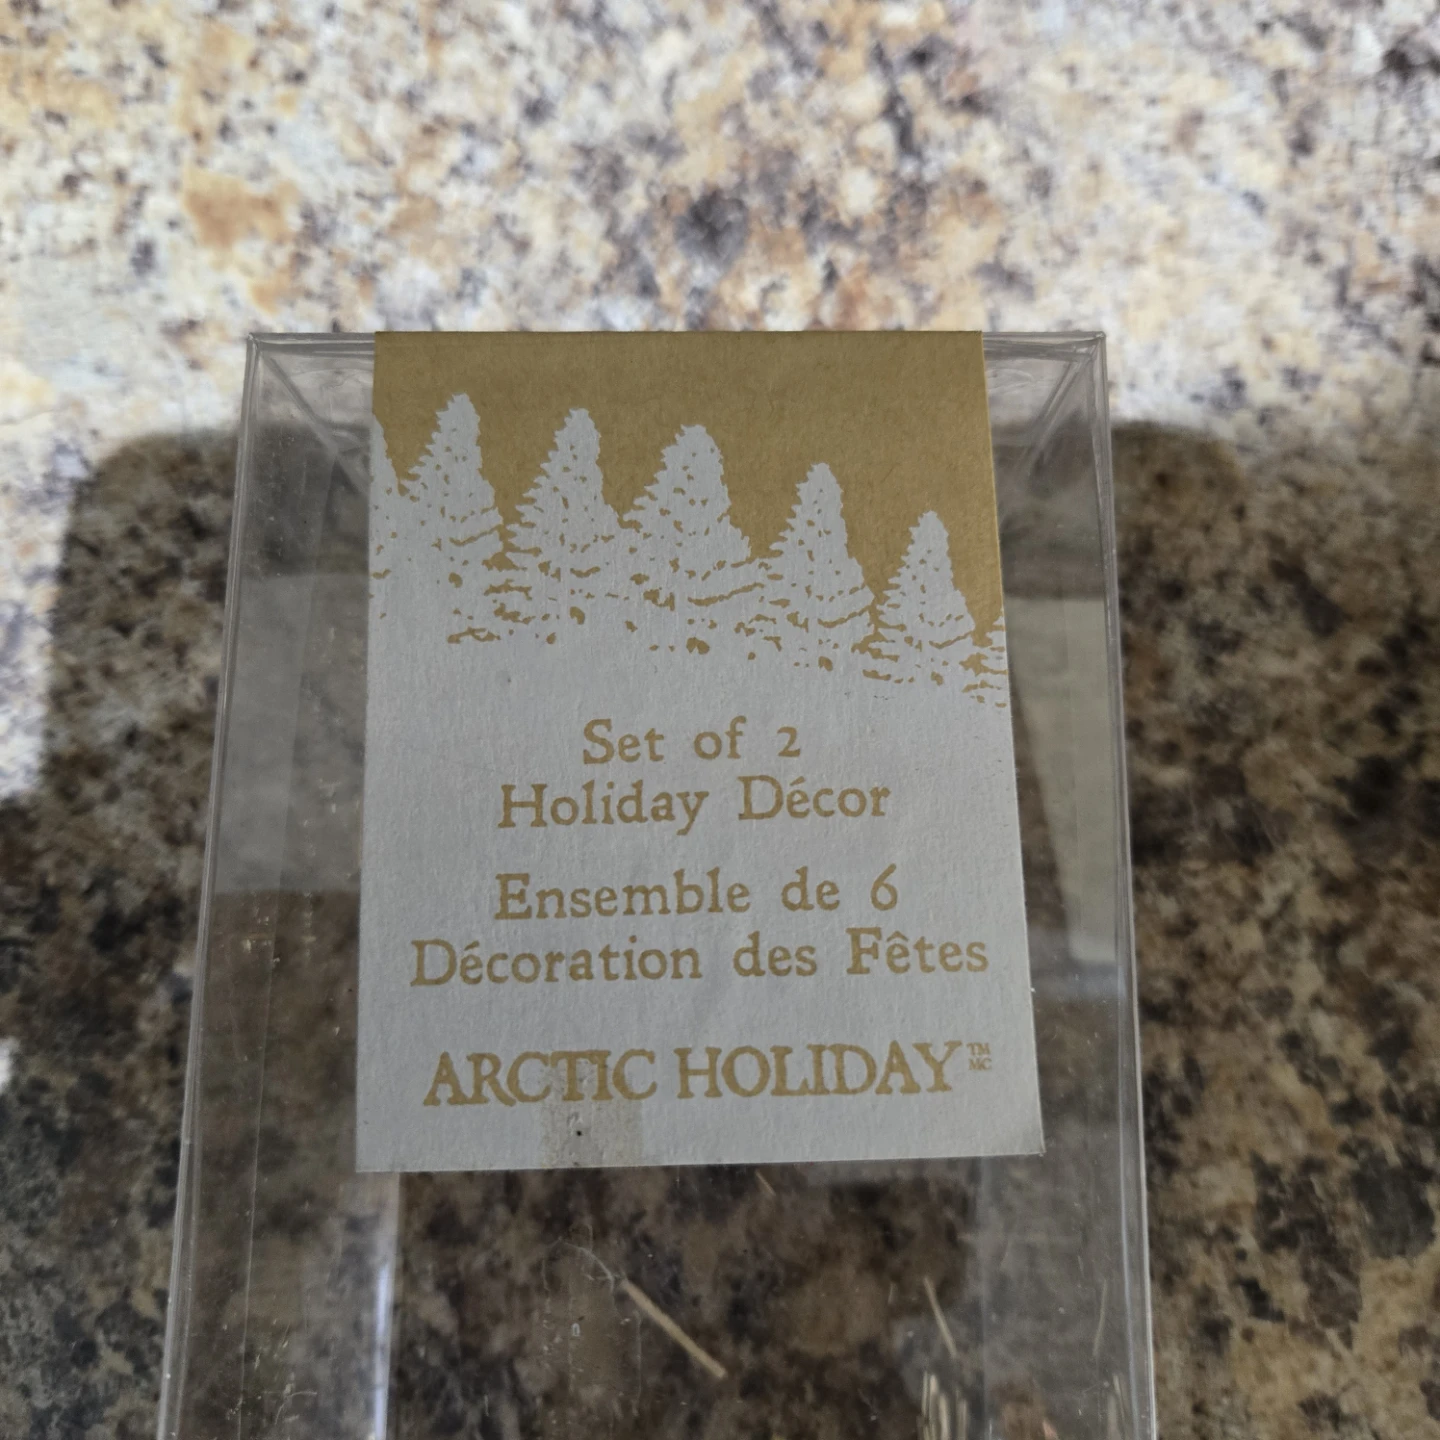 Set of 2
Holiday Décor
Ensemble de 6
Décoration des Fêtes
ARCTIC HOLIDAY™ MC